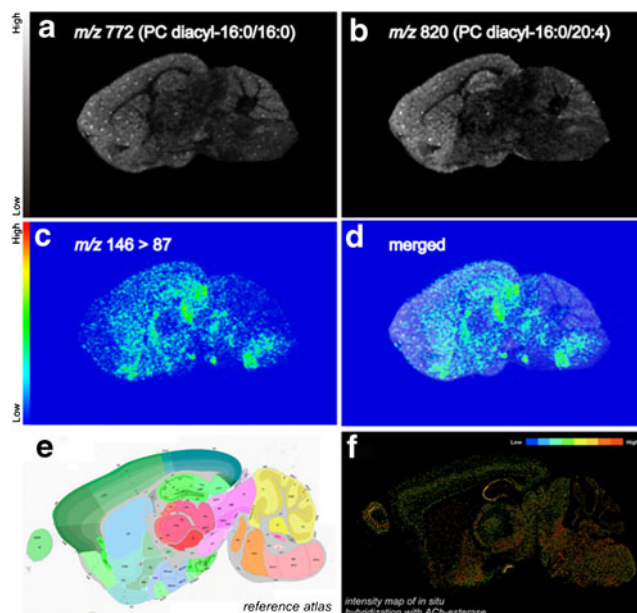 High
a m/z 772 (PC diacyl-16:0/16:0)
b m/z 820 (PC diacyl-16:0/20:4)
Low
High
c m/z 146 > 87
d merged
Low
e
f
Low High
reference atlas
intensity map of in situ
hybridization with ACh-esterase